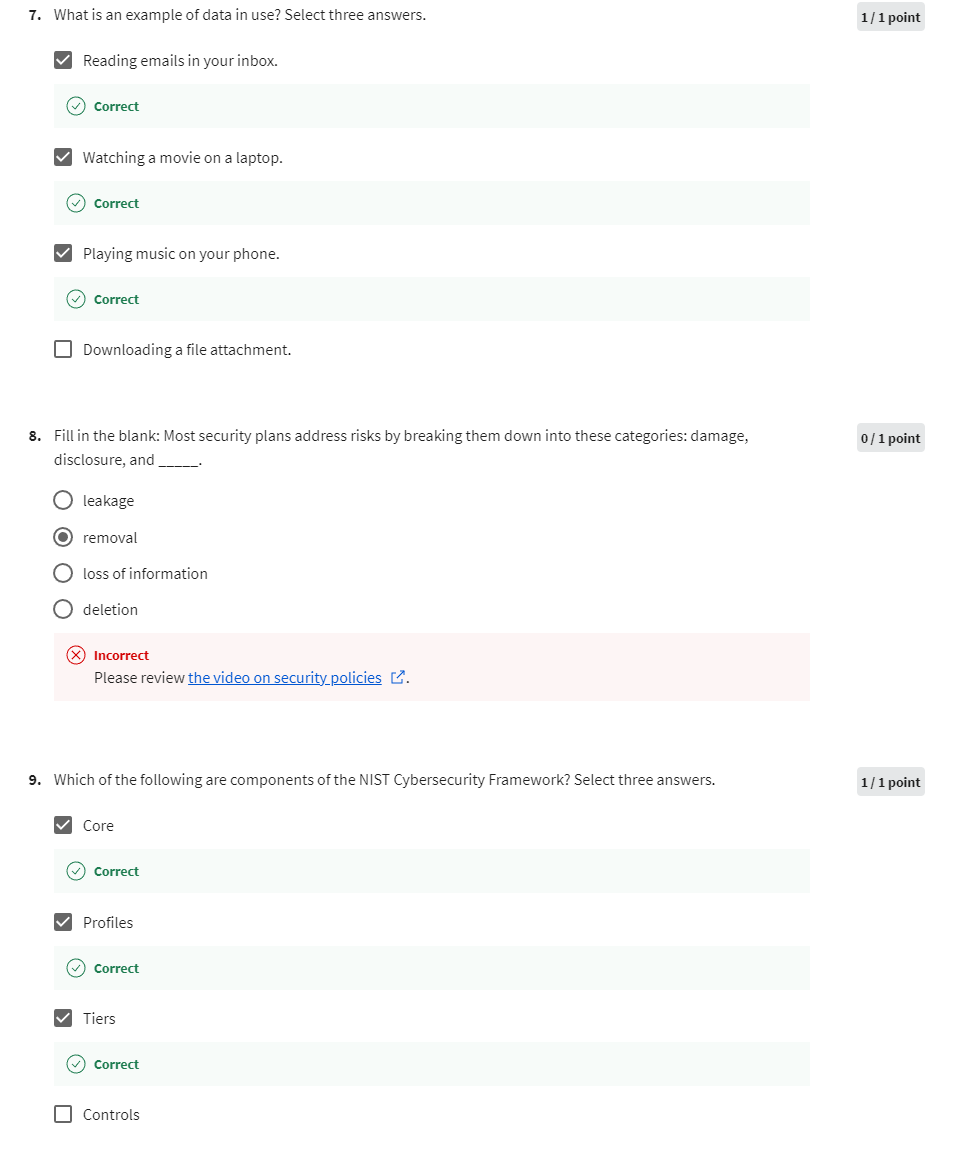 7. What is an example of data in use? Select three answers.
1 / 1 point
Reading emails in your inbox.
Correct
Watching a movie on a laptop.
Correct
Playing music on your phone.
Correct
Downloading a file attachment.
8. Fill in the blank: Most security plans address risks by breaking them down into these categories: damage,
disclosure, and _____.
0 / 1 point
leakage
removal
loss of information
deletion
Incorrect
Please review the video on security policies.
9. Which of the following are components of the NIST Cybersecurity Framework? Select three answers.
1 / 1 point
Core
Correct
Profiles
Correct
Tiers
Correct
Controls